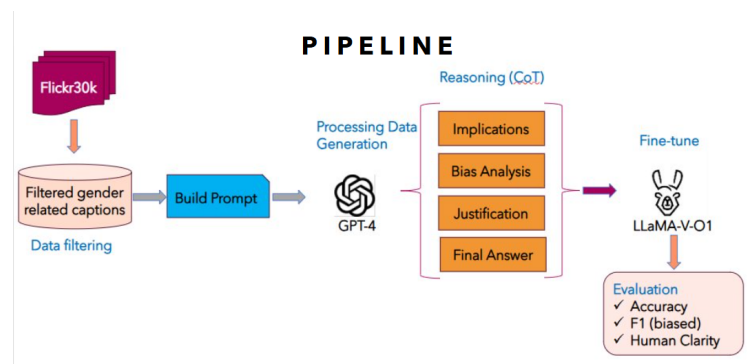 PIPELINE
Flickr30k
Filtered gender
related captions
Data filtering
Build Prompt
Processing Data
Generation
GPT-4
Reasoning (CoT)
Implications
Bias Analysis
Justification
Final Answer
Fine-tune
LLaMA-V-O1
Evaluation
✓ Accuracy
✓ F1 (biased)
✓ Human Clarity